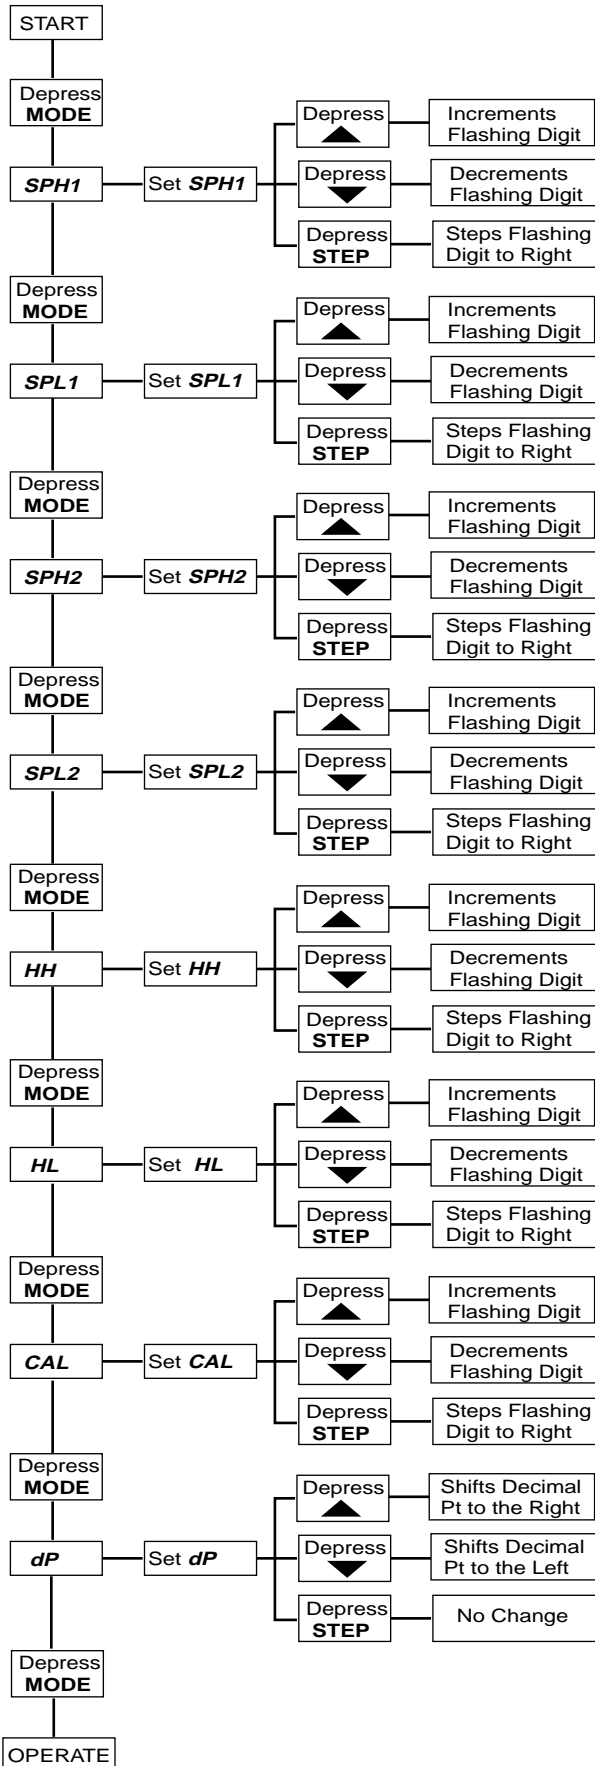 START
Depress
MODE
SPH1
Set SPH1
Depress
Increments
Flashing Digit
Depress
Decrements
Flashing Digit
Depress
STEP
Steps Flashing
Digit to Right
Depress
MODE
SPL1
Set SPL1
Depress
Increments
Flashing Digit
Depress
Decrements
Flashing Digit
Depress
STEP
Steps Flashing
Digit to Right
Depress
MODE
SPH2
Set SPH2
Depress
Increments
Flashing Digit
Depress
Decrements
Flashing Digit
Depress
STEP
Steps Flashing
Digit to Right
Depress
MODE
SPL2
Set SPL2
Depress
Increments
Flashing Digit
Depress
Decrements
Flashing Digit
Depress
STEP
Steps Flashing
Digit to Right
Depress
MODE
HH
Set HH
Depress
Increments
Flashing Digit
Depress
Decrements
Flashing Digit
Depress
STEP
Steps Flashing
Digit to Right
Depress
MODE
HL
Set HL
Depress
Increments
Flashing Digit
Depress
Decrements
Flashing Digit
Depress
STEP
Steps Flashing
Digit to Right
Depress
MODE
CAL
Set CAL
Depress
Increments
Flashing Digit
Depress
Decrements
Flashing Digit
Depress
STEP
Steps Flashing
Digit to Right
Depress
MODE
dP
Set dP
Depress
Shifts Decimal
Pt to the Right
Depress
Shifts Decimal
Pt to the Left
Depress
STEP
No Change
Depress
MODE
OPERATE